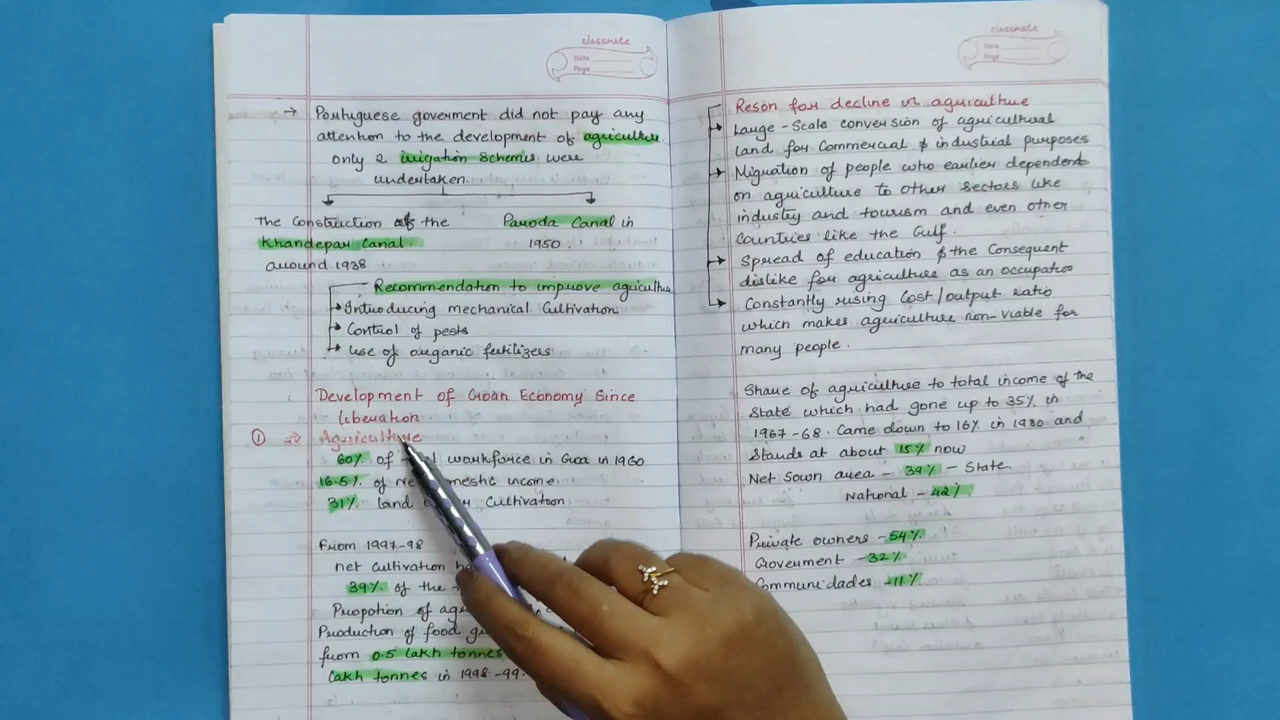 classmate
Date
Page
→ Portuguese goverment did not pay any
attention to the development of agriculture
only 2 irigation schemes were
undertaken.
The construction of the
Khandepar Canal.
around 1938
Paroda Canal in
1950.
Recommendation to improve agriculture
→ Introducing mechanical Cultivation
→ Control of pests
→ Use of organic fertilizers
Development of Goan Economy Since
liberation
① Agriculture
60% of workforce in Goa in 1960
16.5% of income.
31% land Cultivation
From 1997-98
net cultivation
39% of the
Propotion of
Production of food
from 0.5 lakh tonnes
lakh tonnes in 1998-99.
classmate
Date
Page
Reson for decline in agriculture
→ Large-Scale conversion of agricultural
land for Commercial & industrial purposes
→ Migration of people who earlier dependent
on agriculture to other sectors like
industry and tourism and even other
Countries like the Gulf.
→ Spread of education & the Consequent
dislike for agriculture as an occupation
→ Constantly rising Cost/output ratio
which makes agriculture non-viable for
many people.
Share of agriculture to total income of the
State which had gone up to 35% in
1967-68. Came down to 16% in 1980 and
Stands at about 15% now
Net Sown area - 39% - State
National - 42%
Private owners - 54%
Goverment - 32%
Communidades - 11%